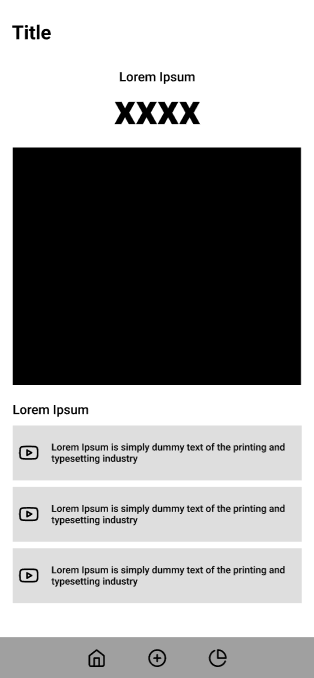 Title
Lorem Ipsum
XXXX
Lorem Ipsum
Lorem Ipsum is simply dummy text of the printing and
typesetting industry
Lorem Ipsum is simply dummy text of the printing and
typesetting industry
Lorem Ipsum is simply dummy text of the printing and
typesetting industry